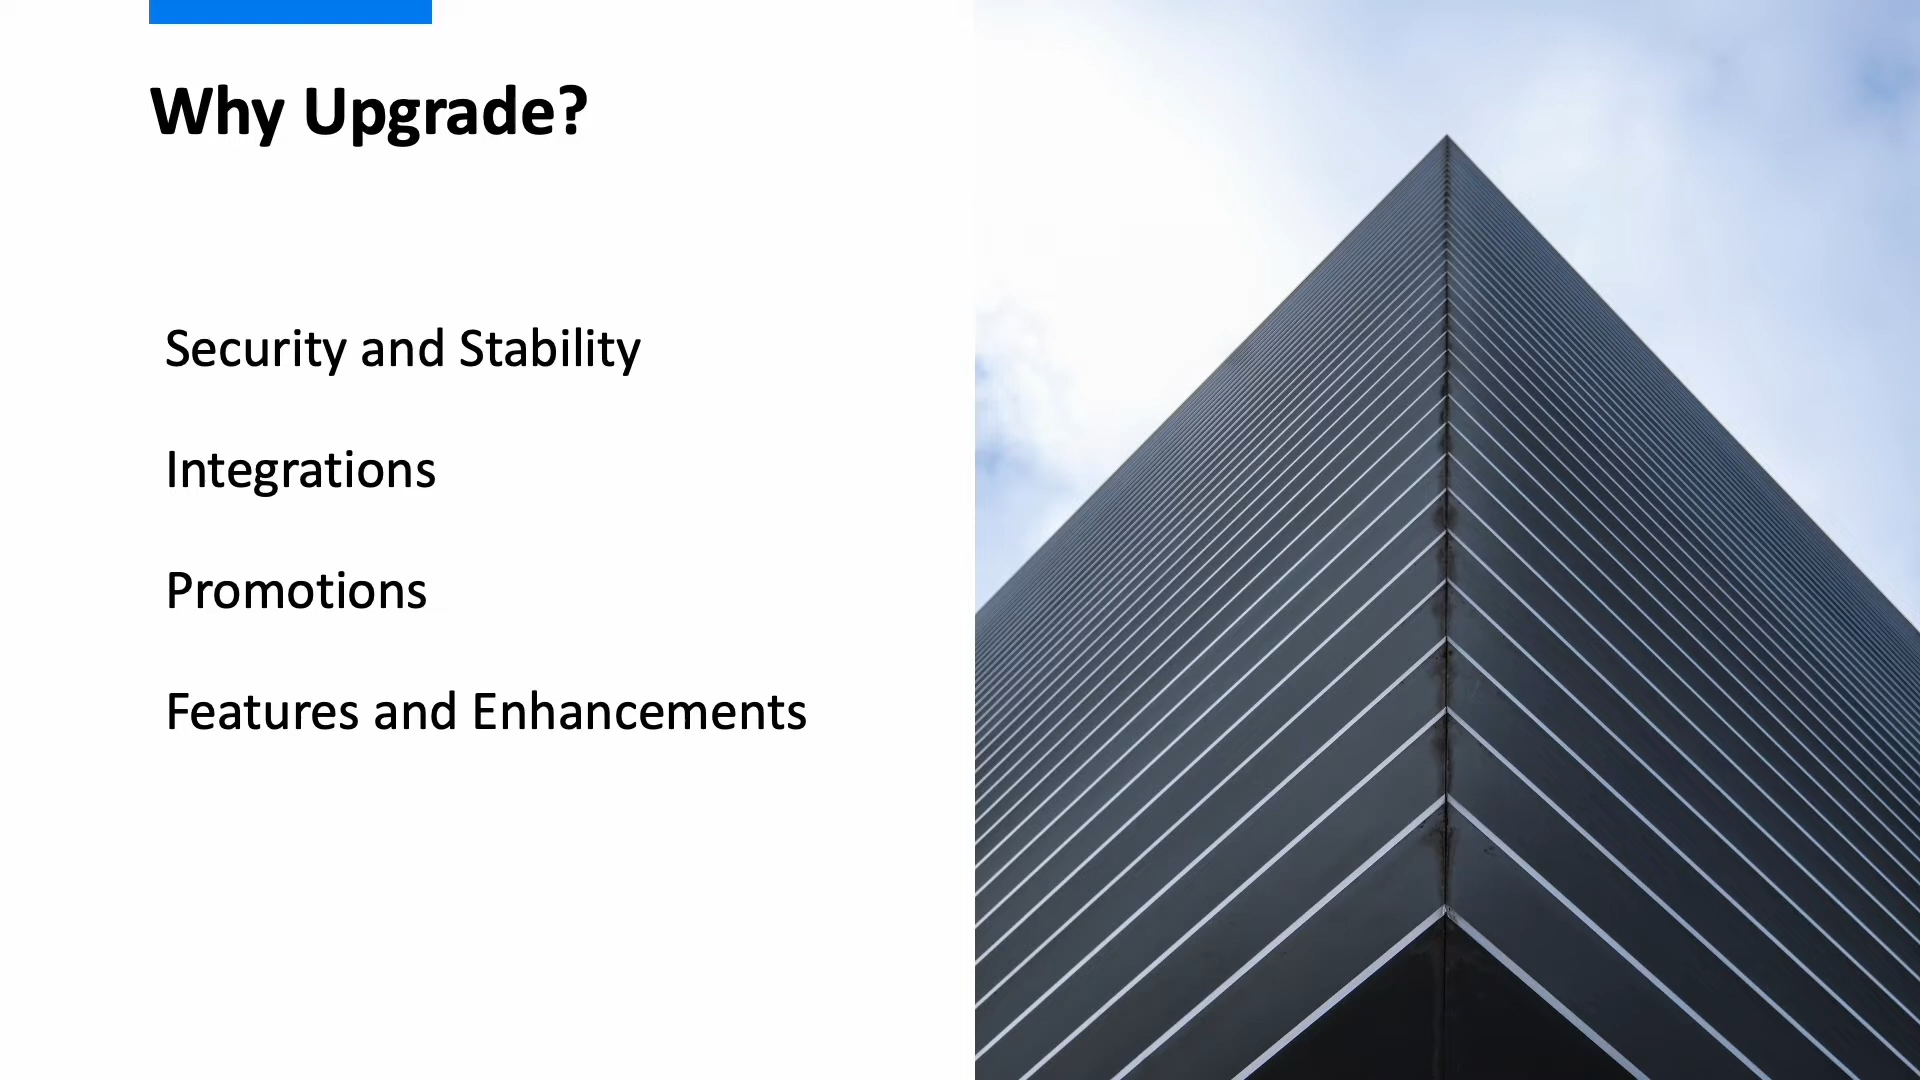 Why Upgrade?
Security and Stability
Integrations
Promotions
Features and Enhancements